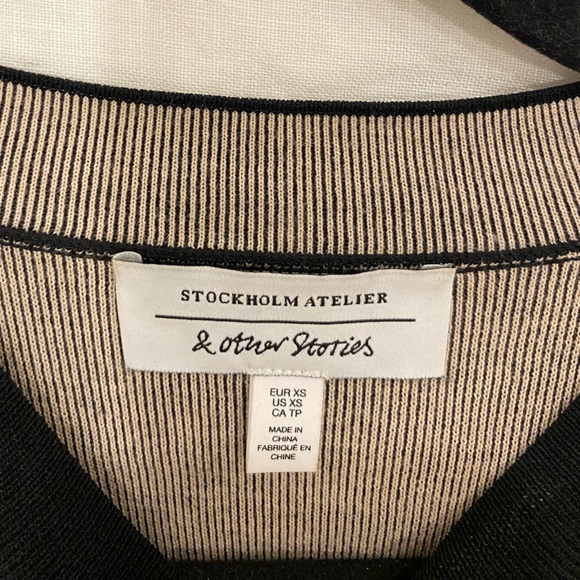 STOCKHOLM ATELIER
& other Stories
EUR XS
US XS
CA TP
MADE IN
CHINA
FABRIQUÉ EN
CHINE